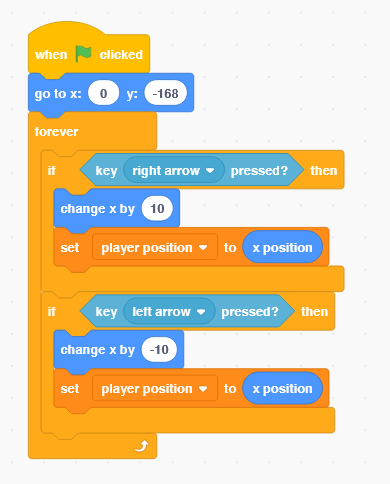 when clicked
go to x: 0 y: -168
forever
if key right arrow pressed? then
change x by 10
set player position to x position
if key left arrow pressed? then
change x by -10
set player position to x position